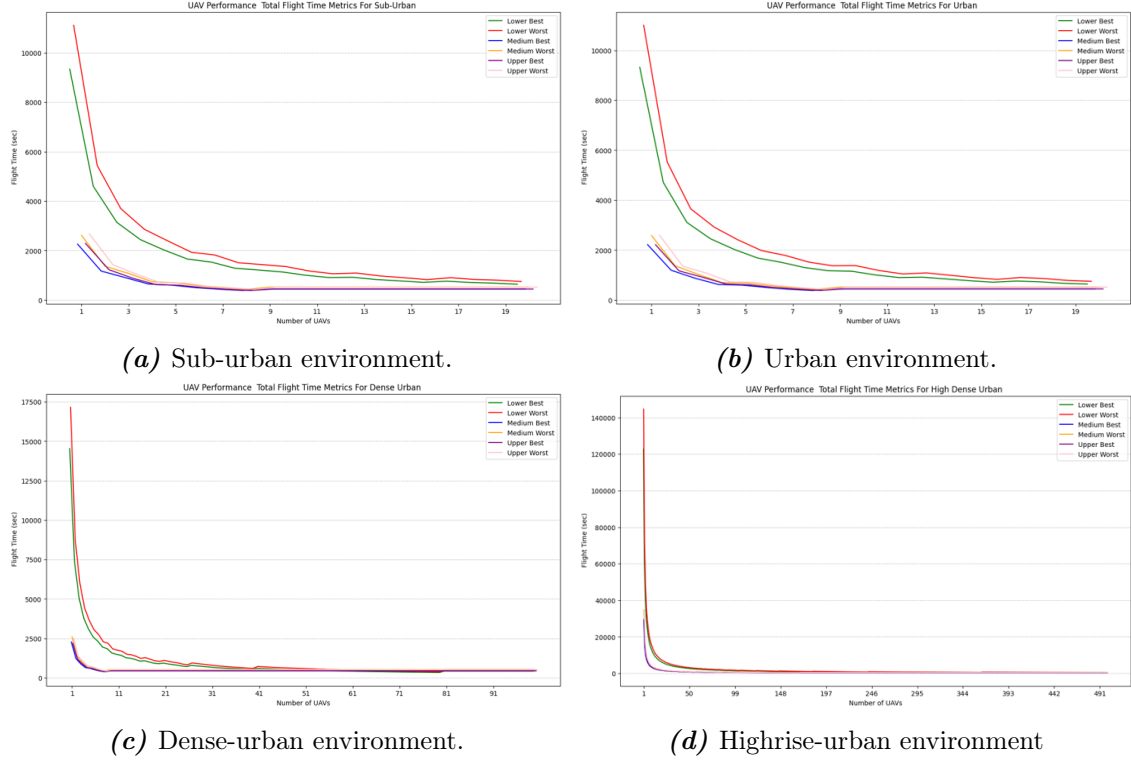 UAV Performance  Total Flight Time Metrics For Sub-Urban
Flight Time (sec)
10000
8000
6000
4000
2000
0
1 3 5 7 9 11 13 15 17 19
Number of UAVs
Lower Best
Lower Worst
Medium Best
Medium Worst
Upper Best
Upper Worst
(a) Sub-urban environment.
UAV Performance  Total Flight Time Metrics For Urban
Flight Time (sec)
10000
8000
6000
4000
2000
0
1 3 5 7 9 11 13 15 17 19
Number of UAVs
Lower Best
Lower Worst
Medium Best
Medium Worst
Upper Best
Upper Worst
(b) Urban environment.
UAV Performance  Total Flight Time Metrics For Dense Urban
Flight Time (sec)
17500
15000
12500
10000
7500
5000
2500
0
1 11 21 31 41 51 61 71 81 91
Number of UAVs
Lower Best
Lower Worst
Medium Best
Medium Worst
Upper Best
Upper Worst
(c) Dense-urban environment.
UAV Performance  Total Flight Time Metrics For High Dense Urban
Flight Time (sec)
140000
120000
100000
80000
60000
40000
20000
0
1 50 99 148 197 246 295 344 393 442 491
Number of UAVs
Lower Best
Lower Worst
Medium Best
Medium Worst
Upper Best
Upper Worst
(d) Highrise-urban environment